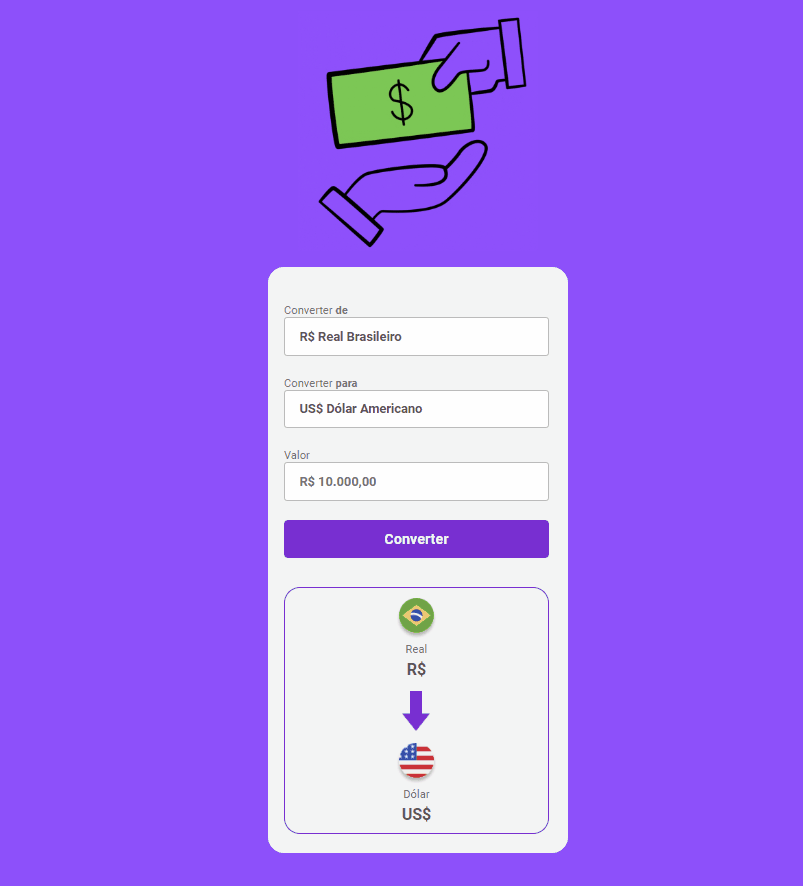 $
Converter de
R$ Real Brasileiro
Converter para
US$ Dólar Americano
Valor
R$ 10.000,00
Converter
Real
R$
Dólar
US$